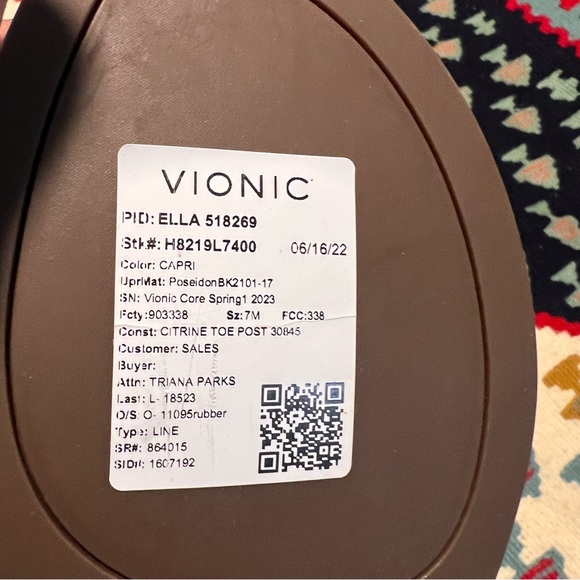 VIONIC
PID: ELLA 518269
Stk#: H8219L7400 06/16/22
Color: CAPRI
UprMat: PoseidonBK2101-17
SN: Vionic Core Spring1 2023
Fcty:903338 Sz:7M FCC:338
Const: CITRINE TOE POST 30845
Customer: SALES
Buyer:
Attn: TRIANA PARKS
Last: L- 18523
O/S: O- 11095rubber
Type: LINE
SR#: 864015
SID#: 1607192